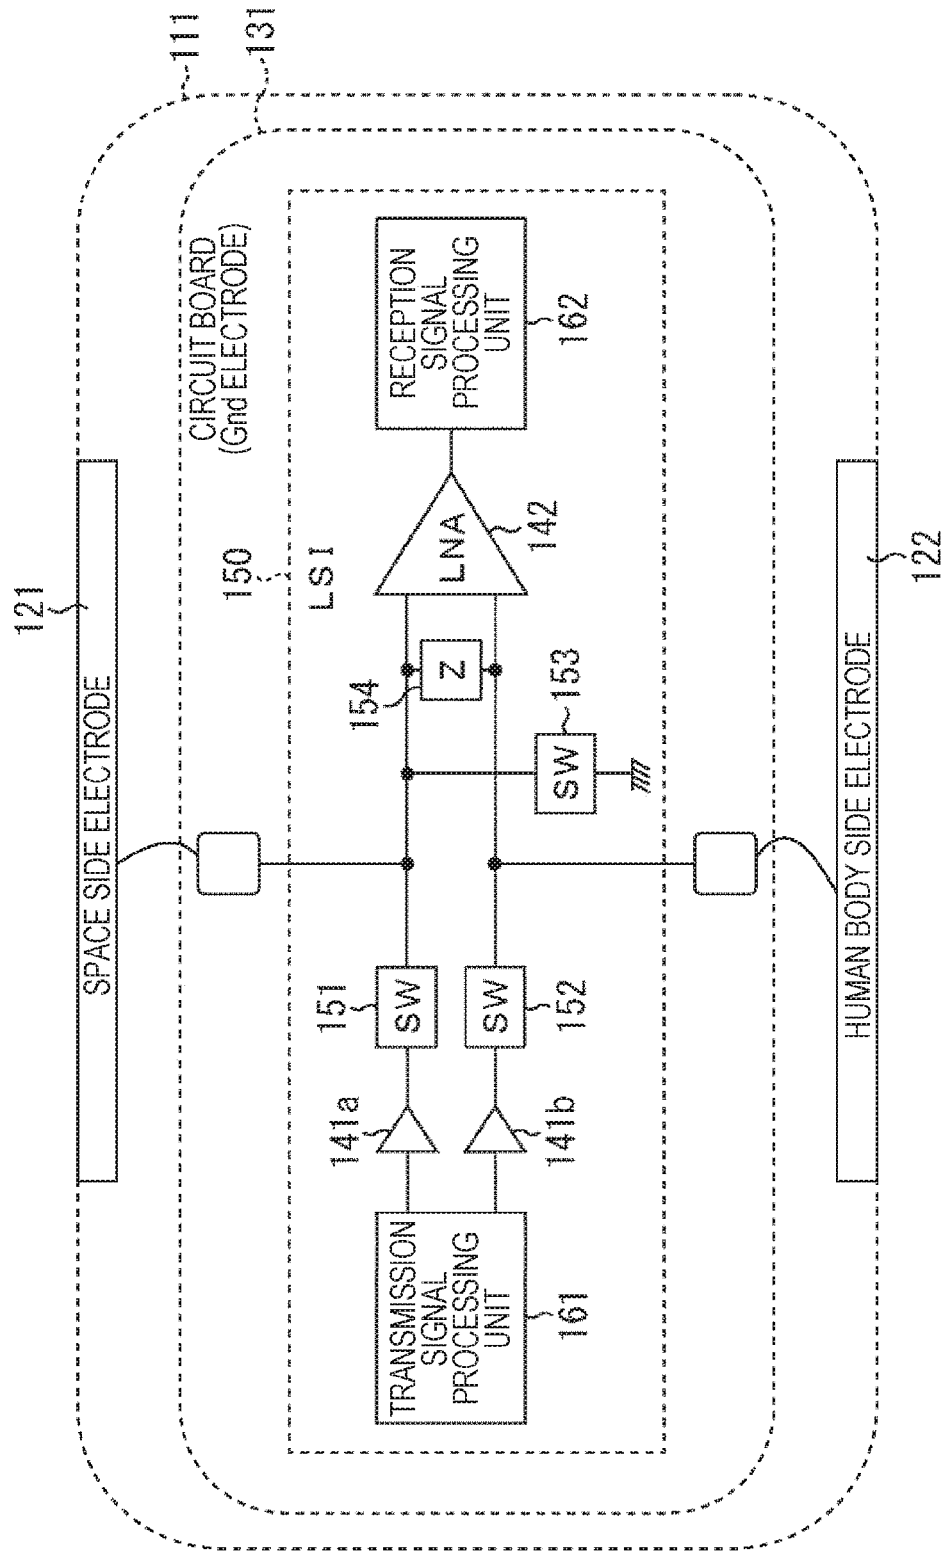 111
131
121
SPACE SIDE ELECTRODE
CIRCUIT BOARD
(Gnd ELECTRODE)
150
LSI
TRANSMISSION
SIGNAL
PROCESSING
UNIT
161
141a
141b
151
SW
SW
152
SW
153
154
Z
LNA
142
RECEPTION
SIGNAL
PROCESSING
UNIT
162
HUMAN BODY SIDE ELECTRODE
122